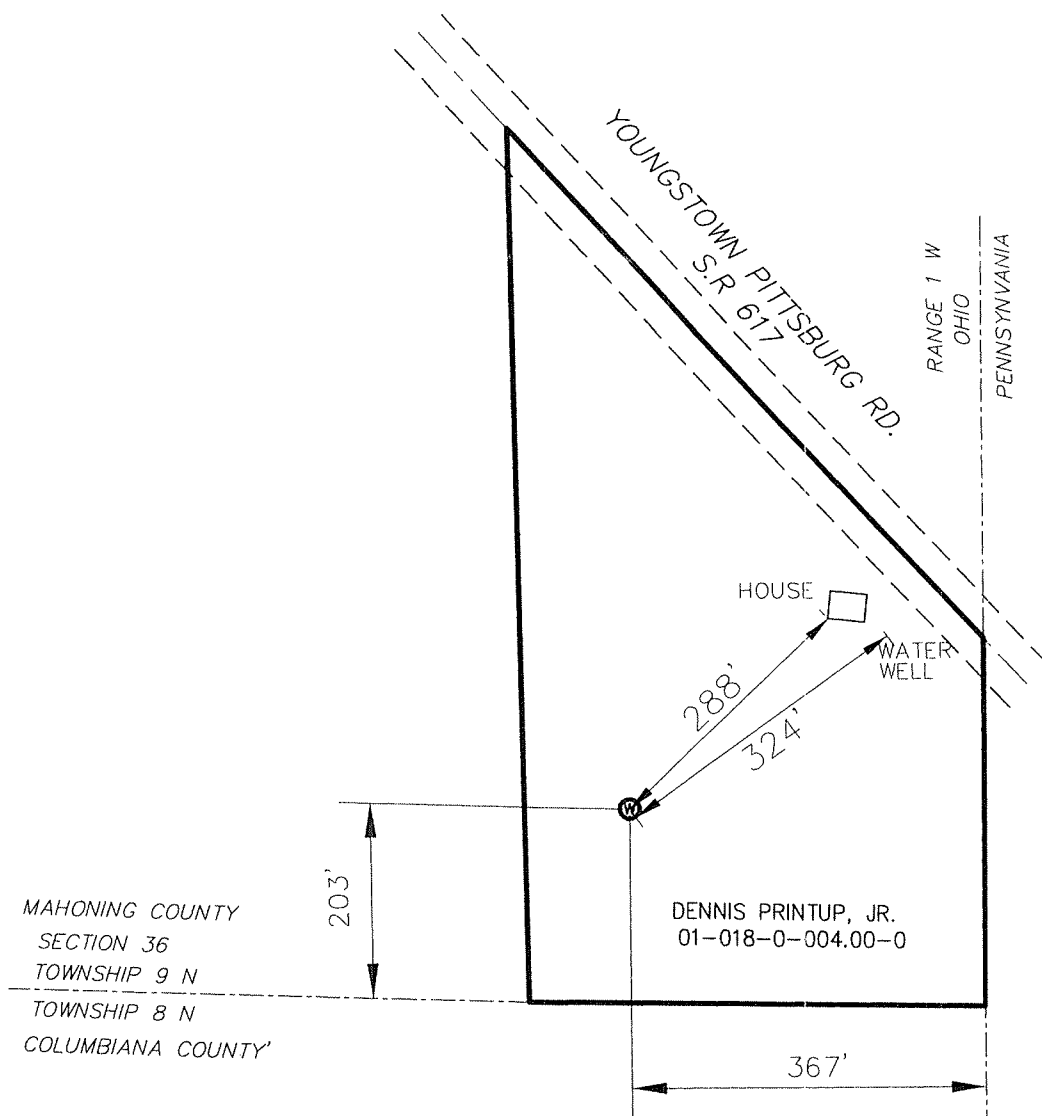 YOUNGSTOWN PITTSBURG RD.
S.R 617
RANGE 1 W
OHIO
PENNSYNVANIA
HOUSE
WATER
WELL
288'
324'
W
203'
MAHONING COUNTY
SECTION 36
TOWNSHIP 9 N
TOWNSHIP 8 N
COLUMBIANA COUNTY'
DENNIS PRINTUP, JR.
01-018-0-004.00-0
367'